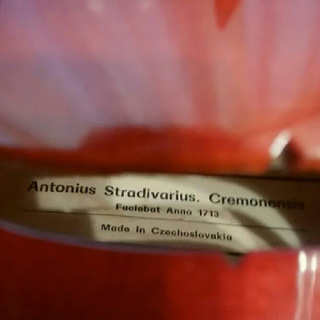 Antonius Stradivarius. Cremonensis
Faciebat Anno 1713
Made in Czechoslovakia